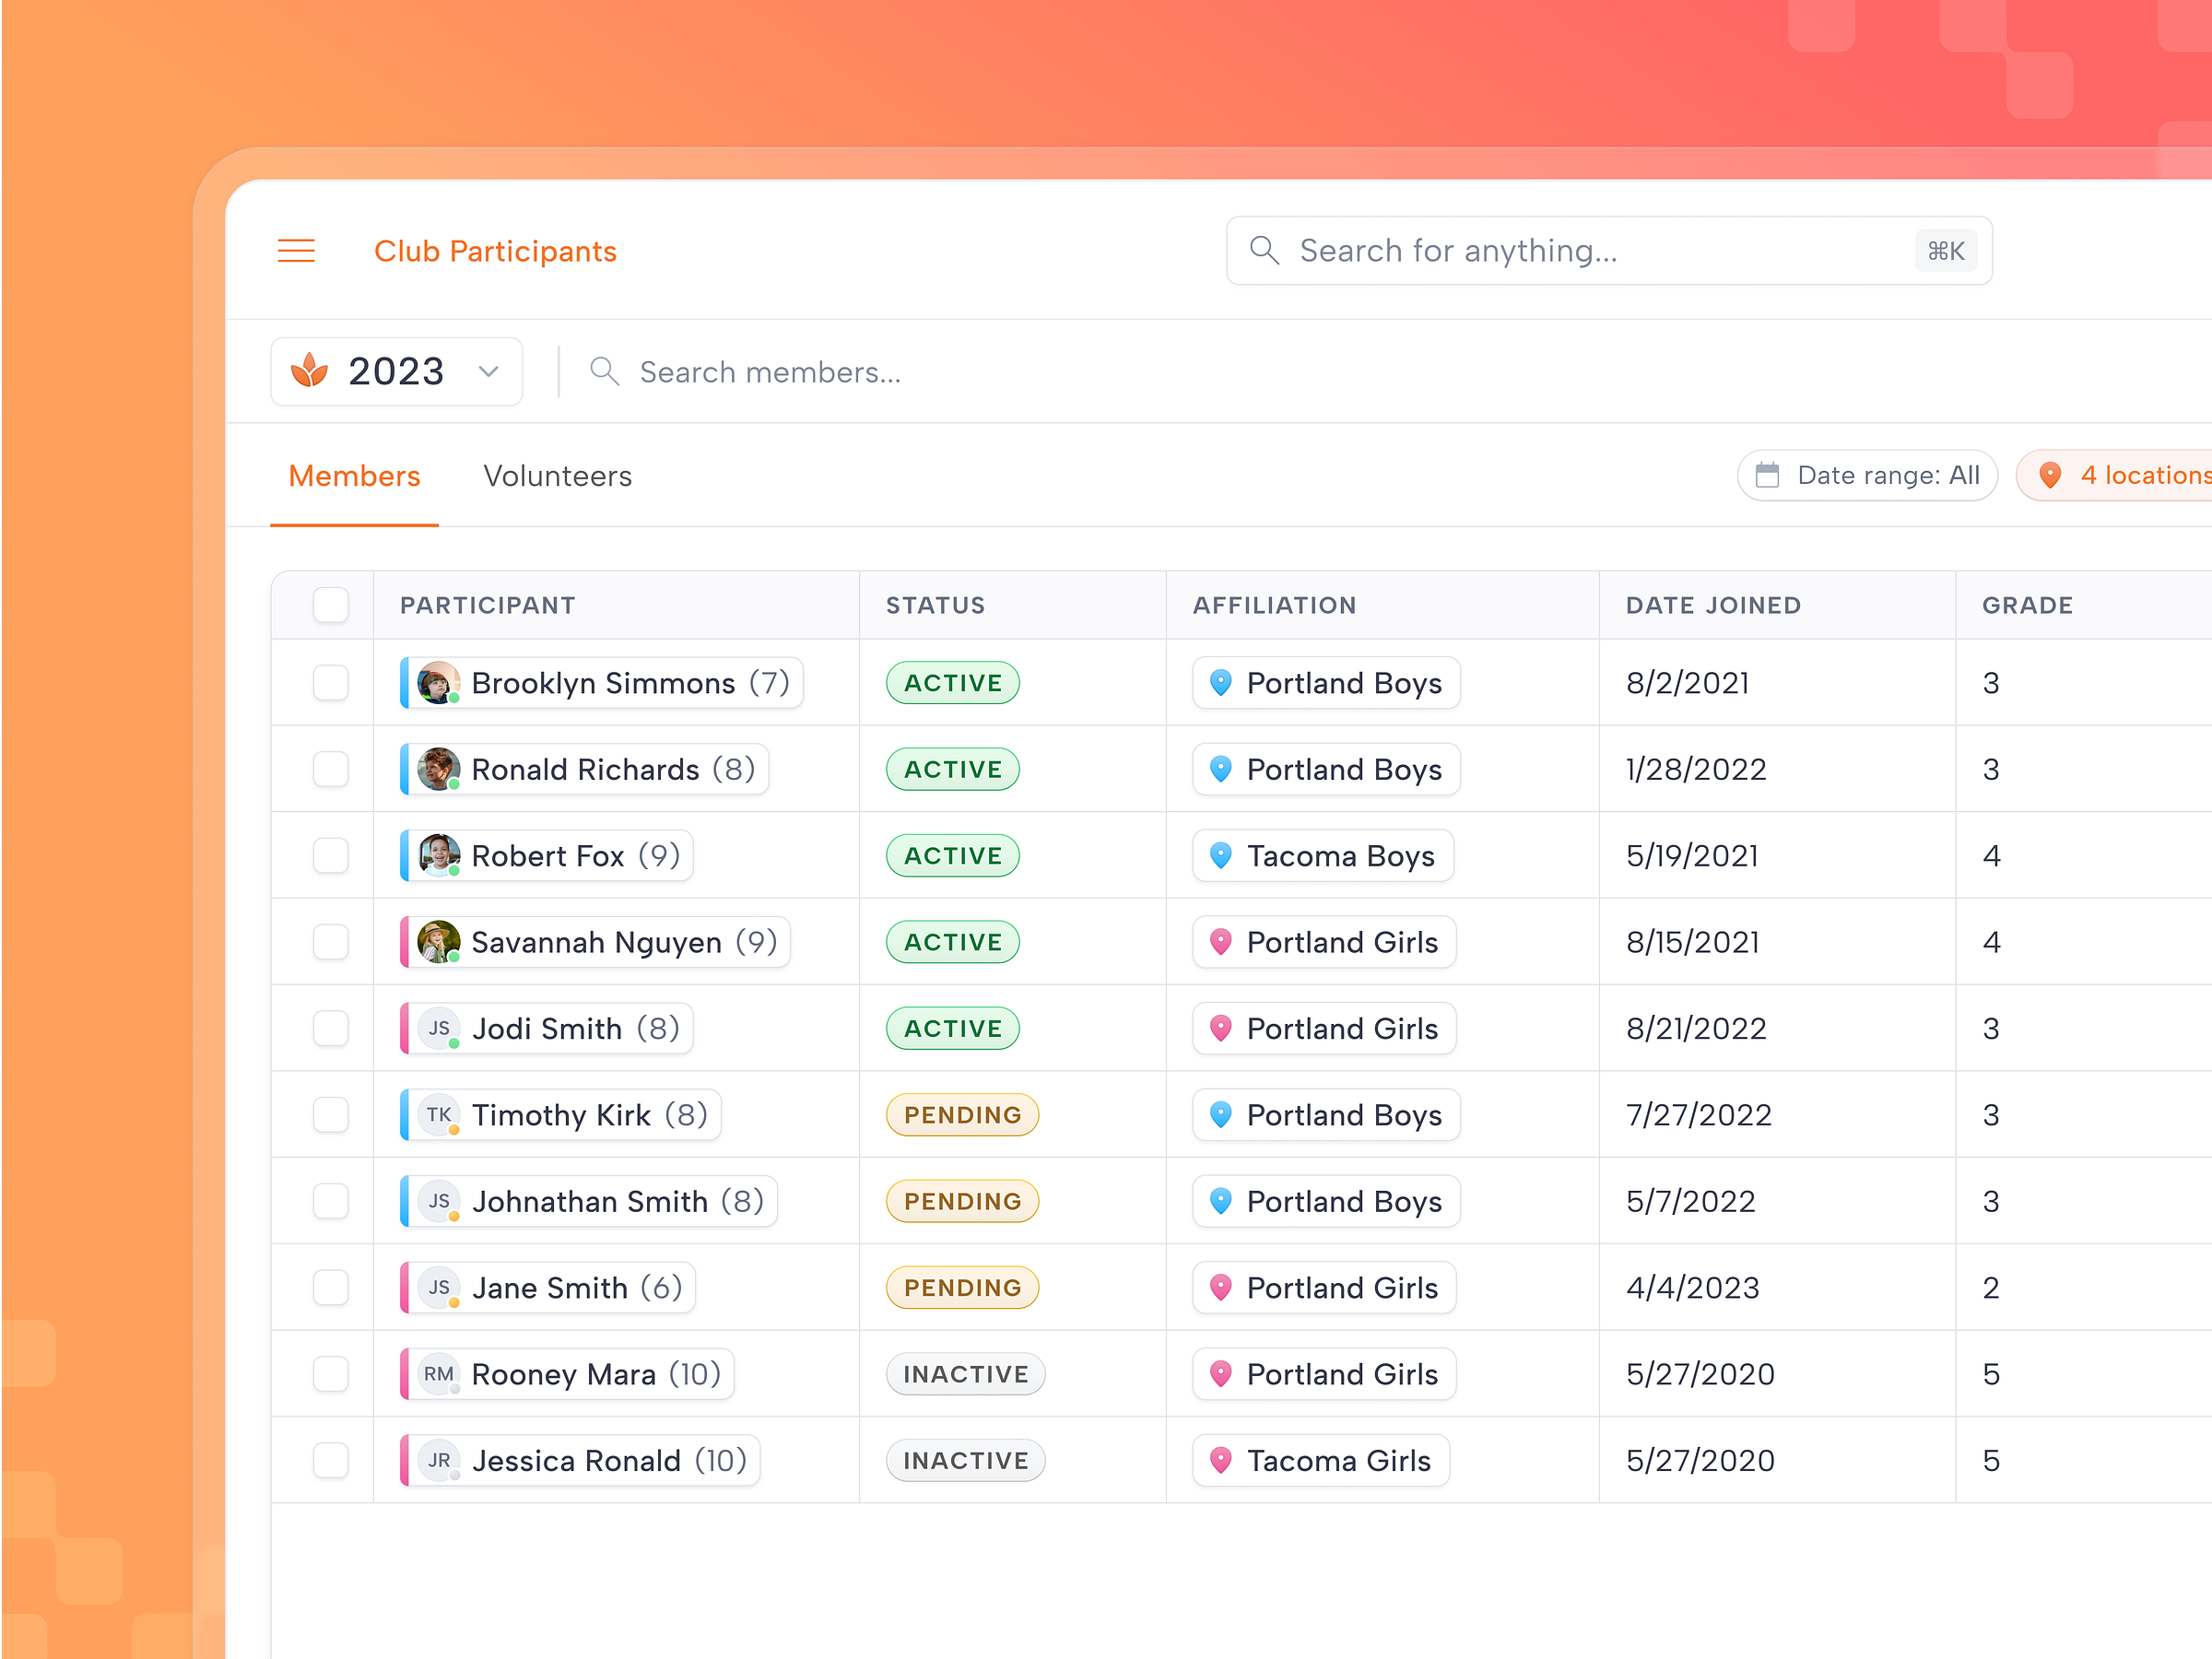 Club Participants
Search for anything...
⌘K
2023
Search members...
Members
Volunteers
Date range: All
4 locations
PARTICIPANT STATUS AFFILIATION DATE JOINED GRADE
Brooklyn Simmons (7) ACTIVE Portland Boys 8/2/2021 3
Ronald Richards (8) ACTIVE Portland Boys 1/28/2022 3
Robert Fox (9) ACTIVE Tacoma Boys 5/19/2021 4
Savannah Nguyen (9) ACTIVE Portland Girls 8/15/2021 4
JS Jodi Smith (8) ACTIVE Portland Girls 8/21/2022 3
TK Timothy Kirk (8) PENDING Portland Boys 7/27/2022 3
JS Johnathan Smith (8) PENDING Portland Boys 5/7/2022 3
JS Jane Smith (6) PENDING Portland Girls 4/4/2023 2
RM Rooney Mara (10) INACTIVE Portland Girls 5/27/2020 5
JR Jessica Ronald (10) INACTIVE Tacoma Girls 5/27/2020 5